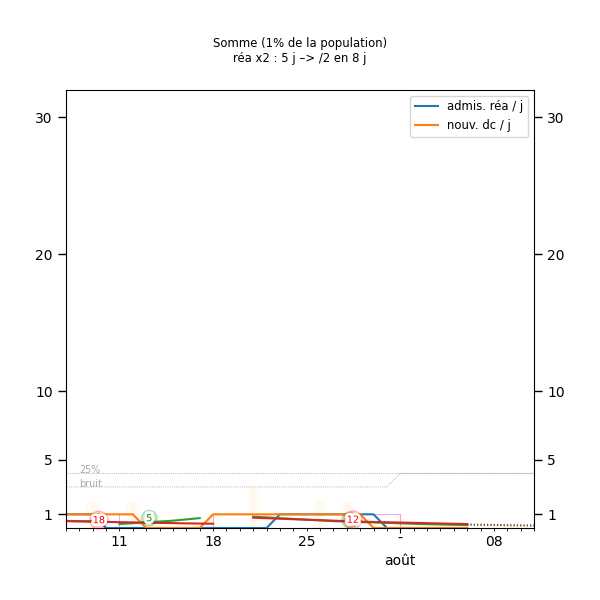 Somme (1% de la population)
réa x2 : 5 j –> /2 en 8 j
admis. réa / j
nouv. dc / j
30 30
20 20
10 10
5 5
25%
bruit
1 1
18 5 12
11 18 25 - 08
août